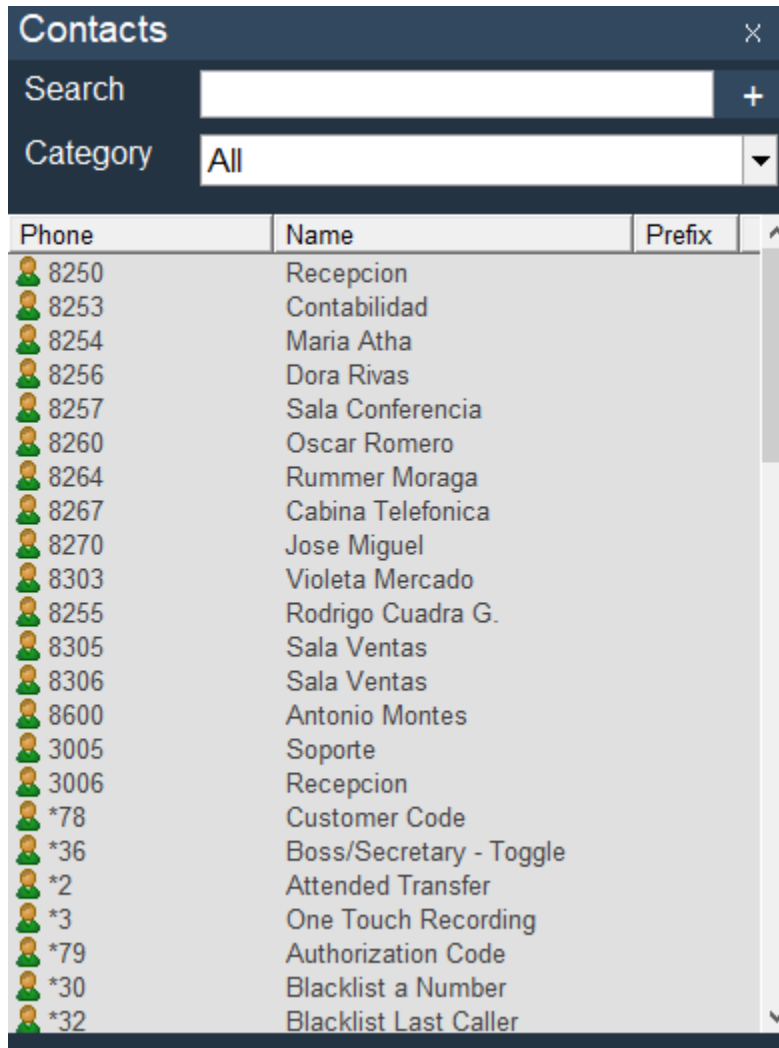 Contacts
Search
Category All
Phone Name Prefix
8250 Recepcion
8253 Contabilidad
8254 Maria Atha
8256 Dora Rivas
8257 Sala Conferencia
8260 Oscar Romero
8264 Rummer Moraga
8267 Cabina Telefonica
8270 Jose Miguel
8303 Violeta Mercado
8255 Rodrigo Cuadra G.
8305 Sala Ventas
8306 Sala Ventas
8600 Antonio Montes
3005 Soporte
3006 Recepcion
*78 Customer Code
*36 Boss/Secretary - Toggle
*2 Attended Transfer
*3 One Touch Recording
*79 Authorization Code
*30 Blacklist a Number
*32 Blacklist Last Caller